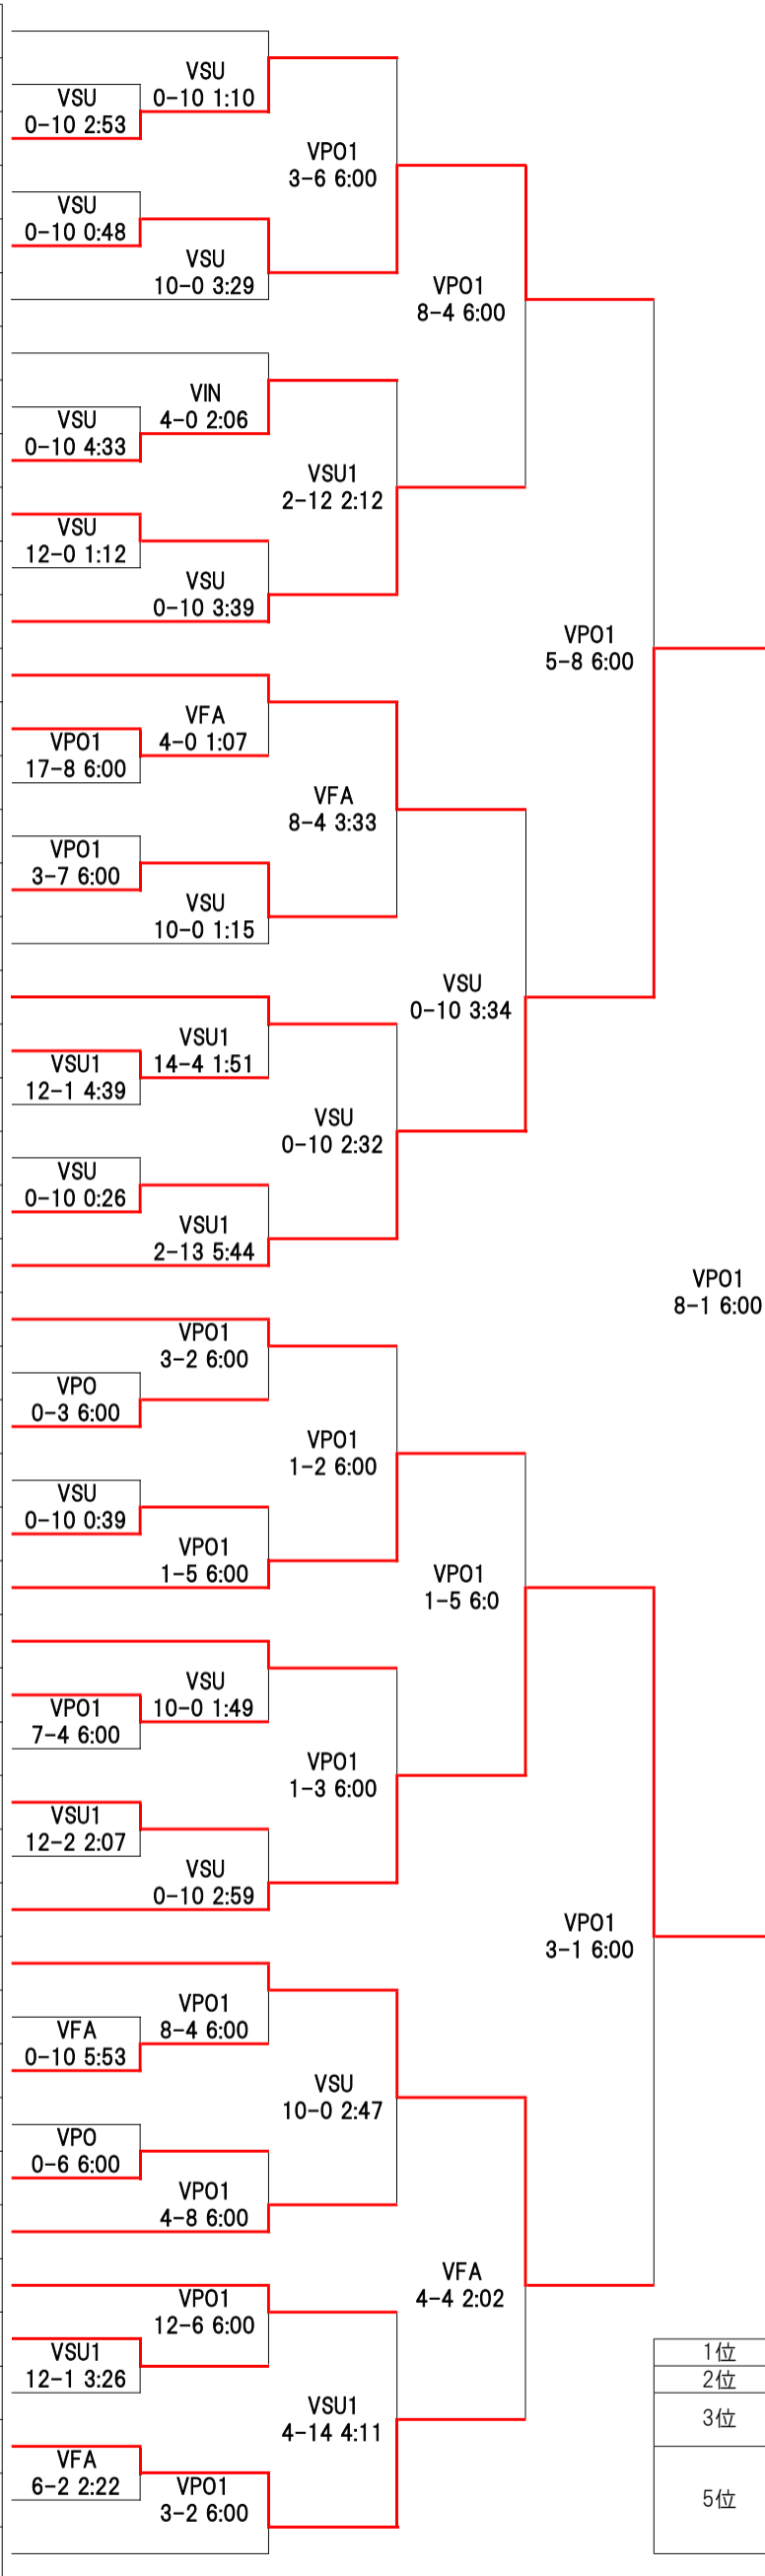 VSU
0-10 1:10
VSU
0-10 2:53
VPO1
3-6 6:00
VSU
0-10 0:48
VSU
10-0 3:29
VPO1
8-4 6:00
VIN
4-0 2:06
VSU
0-10 4:33
VSU1
2-12 2:12
VSU
12-0 1:12
VSU
0-10 3:39
VPO1
5-8 6:00
VFA
4-0 1:07
VPO1
17-8 6:00
VFA
8-4 3:33
VPO1
3-7 6:00
VSU
10-0 1:15
VSU
0-10 3:34
VSU1
14-4 1:51
VSU1
12-1 4:39
VSU
0-10 2:32
VSU
0-10 0:26
VSU1
2-13 5:44
VPO1
8-1 6:00
VPO1
3-2 6:00
VPO
0-3 6:00
VPO1
1-2 6:00
VSU
0-10 0:39
VPO1
1-5 6:00
VPO1
1-5 6:0
VSU
10-0 1:49
VPO1
7-4 6:00
VPO1
1-3 6:00
VSU1
12-2 2:07
VSU
0-10 2:59
VPO1
3-1 6:00
VPO1
8-4 6:00
VFA
0-10 5:53
VSU
10-0 2:47
VPO
0-6 6:00
VPO1
4-8 6:00
VFA
4-4 2:02
VPO1
12-6 6:00
VSU1
12-1 3:26
VSU1
4-14 4:11
VFA
6-2 2:22
VPO1
3-2 6:00
1位
2位
3位
5位